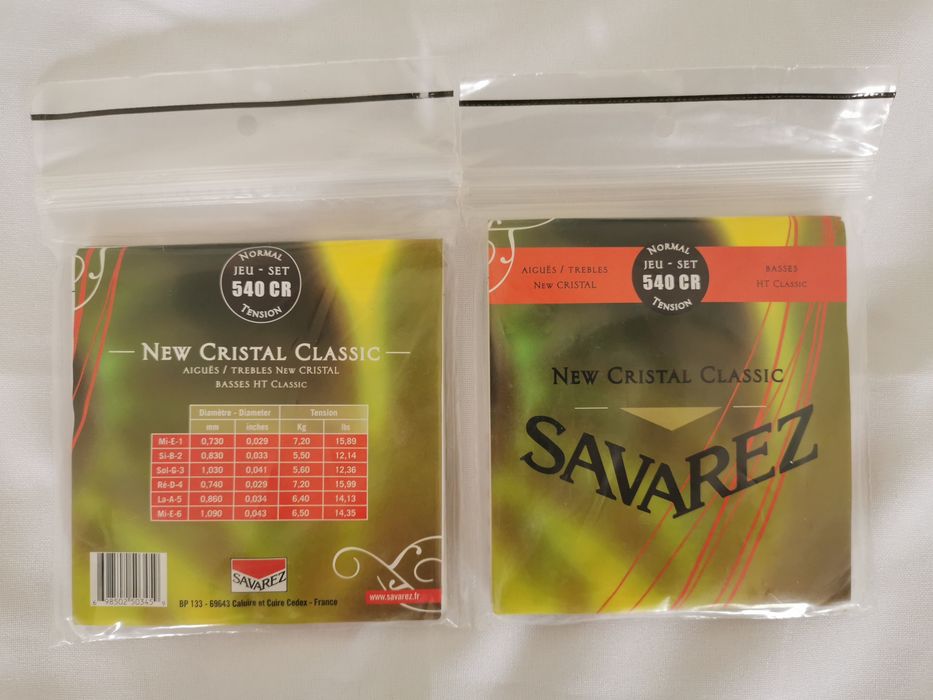 NORMAL
JEU - SET
540 CR
TENSION
NEW CRISTAL CLASSIC
AIGUËS / TREBLES NEW CRISTAL
BASSES HT CLASSIC
Diamètre - Diameter Tension
mm inches Kg lbs
Mi-E-1 0,730 0,029 7,20 15,89
Si-B-2 0,830 0,033 5,50 12,14
Sol-G-3 1,030 0,041 5,60 12,36
Ré-D-4 0,740 0,029 7,20 15,99
La-A-5 0,860 0,034 6,40 14,13
Mi-E-6 1,090 0,043 6,50 14,35
SAVAREZ
6 98502 50345 9
BP 133 - 69643 Caluire et Cuire Cedex - France
www.savarez.fr
NORMAL
JEU - SET
540 CR
TENSION
AIGUËS / TREBLES
NEW CRISTAL
BASSES
HT CLASSIC
NEW CRISTAL CLASSIC
SAVAREZ